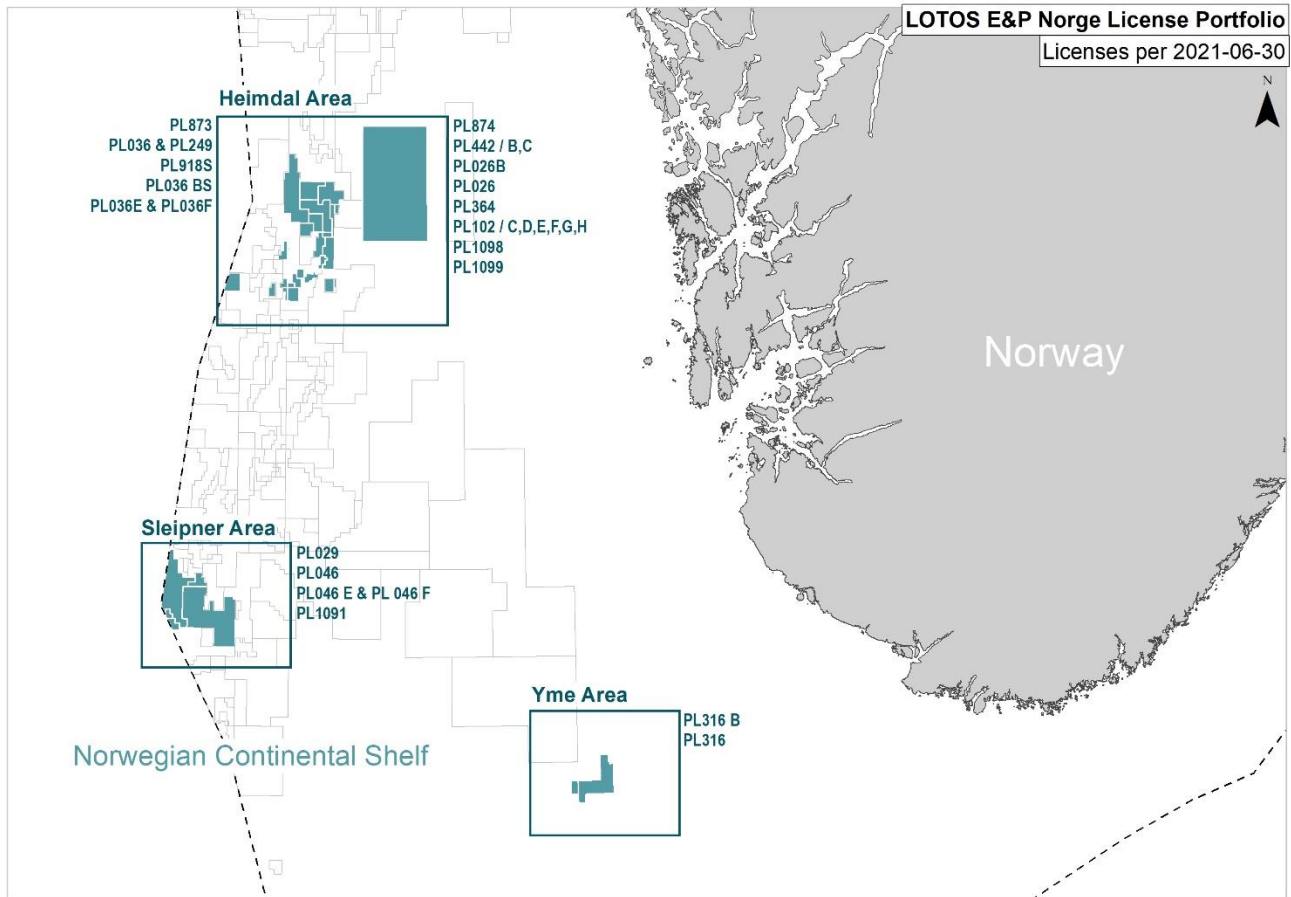 LOTOS E&P Norge License Portfolio
Licenses per 2021-06-30
N
Heimdal Area
PL873
PL036 & PL249
PL918S
PL036 BS
PL036E & PL036F
PL874
PL442 / B,C
PL026B
PL026
PL364
PL102 / C,D,E,F,G,H
PL1098
PL1099
Norway
Sleipner Area
PL029
PL046
PL046 E & PL 046 F
PL1091
Yme Area
PL316 B
PL316
Norwegian Continental Shelf